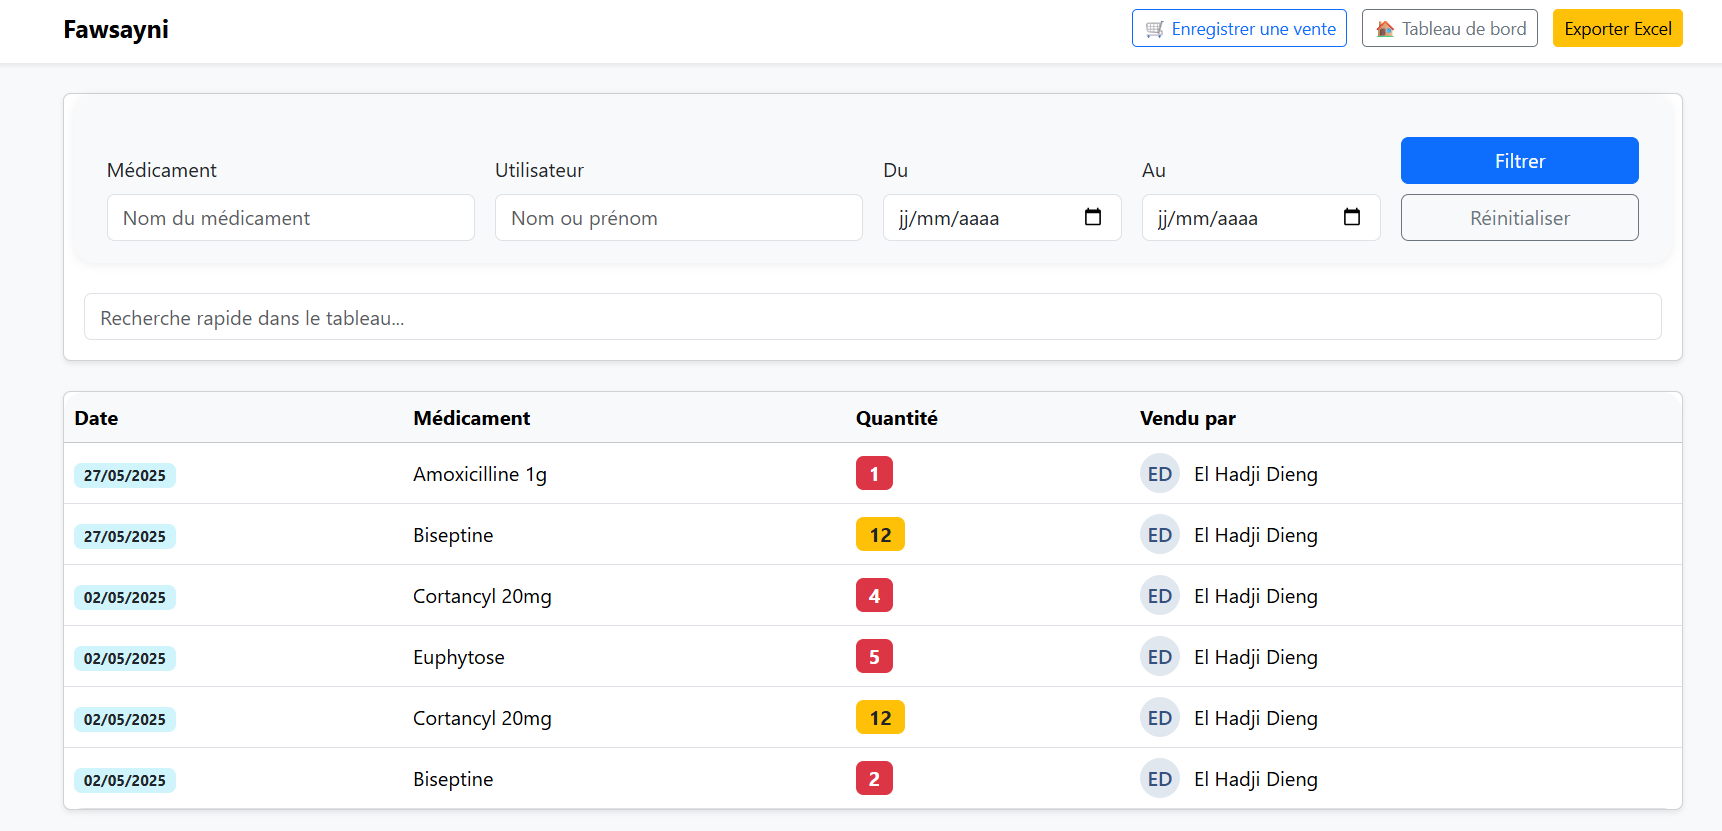 Fawsayni
🛒 Enregistrer une vente
🏠 Tableau de bord
Exporter Excel
Médicament
Utilisateur
Du
Au
Filtrer
Nom du médicament
Nom ou prénom
jj/mm/aaaa
jj/mm/aaaa
Réinitialiser
Recherche rapide dans le tableau...
Date Médicament Quantité Vendu par
27/05/2025 Amoxicilline 1g 1 ED El Hadji Dieng
27/05/2025 Biseptine 12 ED El Hadji Dieng
02/05/2025 Cortancyl 20mg 4 ED El Hadji Dieng
02/05/2025 Euphytose 5 ED El Hadji Dieng
02/05/2025 Cortancyl 20mg 12 ED El Hadji Dieng
02/05/2025 Biseptine 2 ED El Hadji Dieng